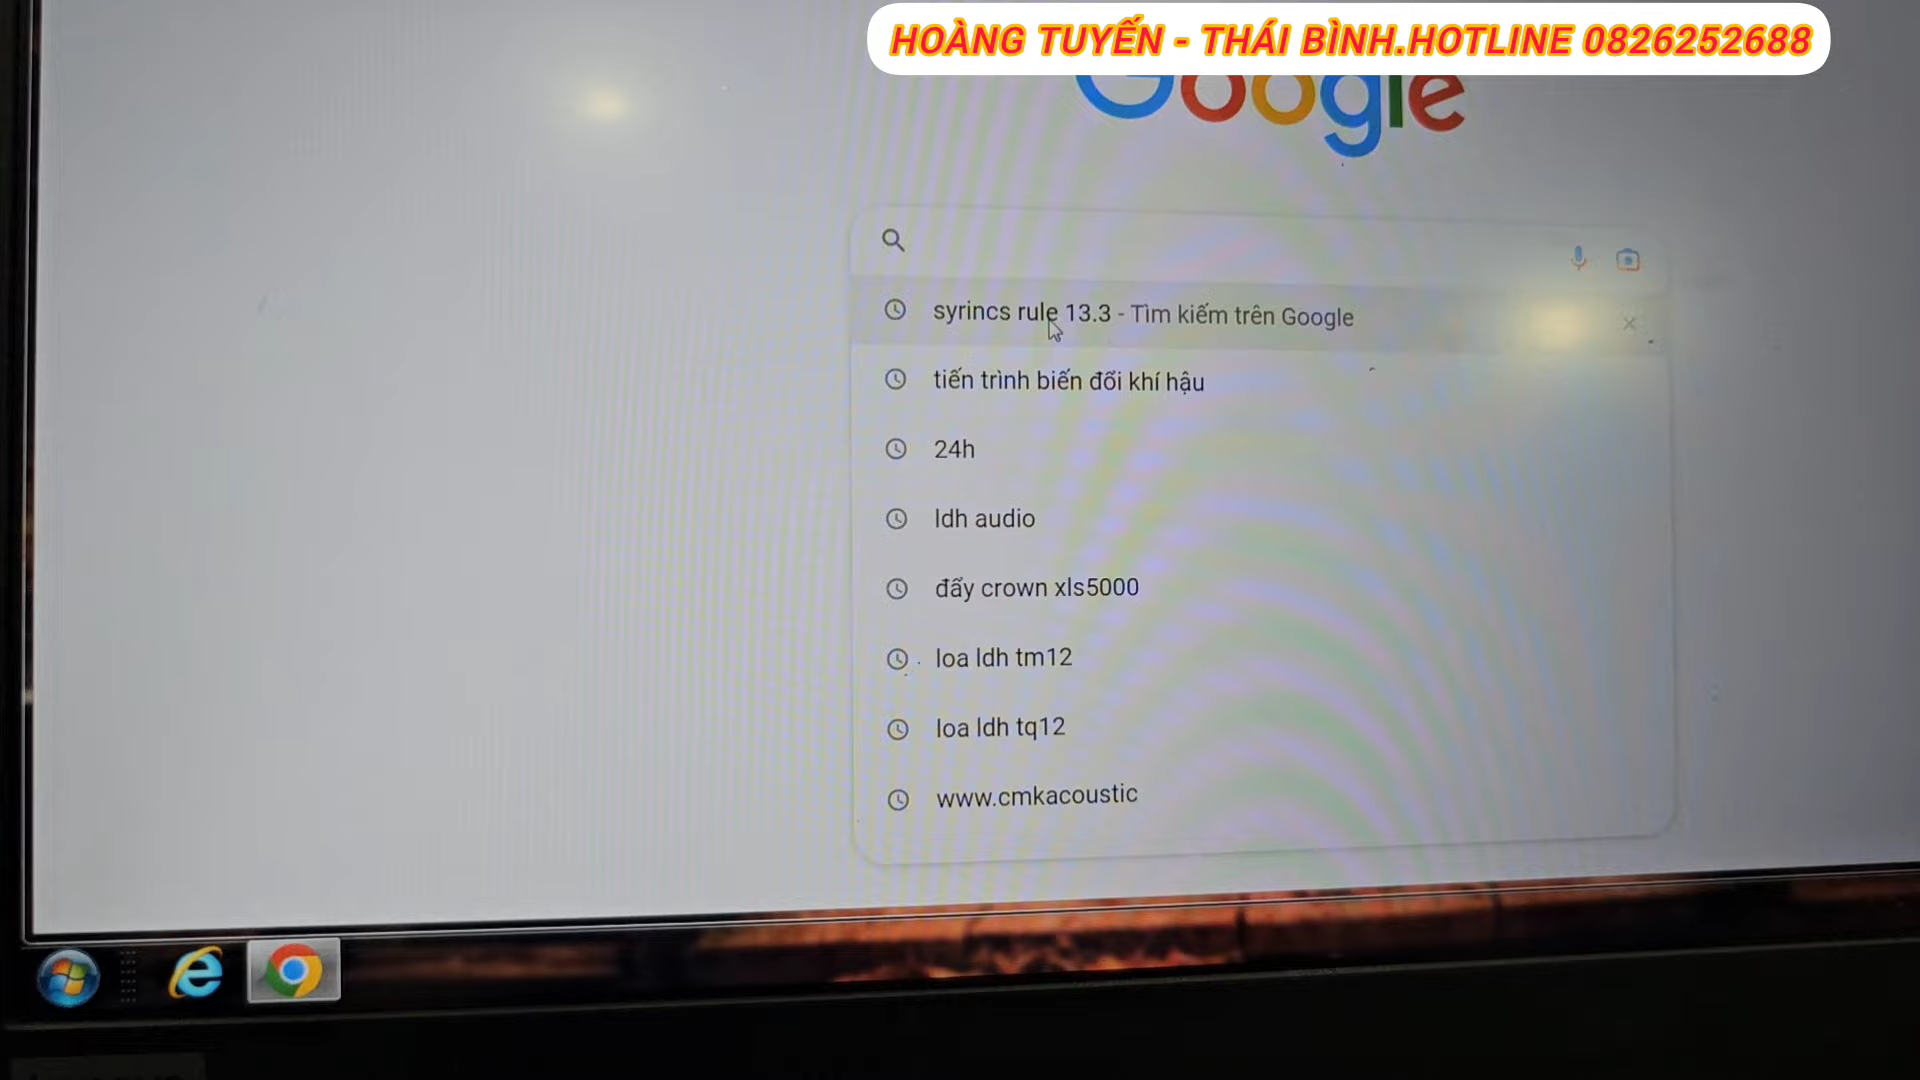 HOÀNG TUYẾN - THÁI BÌNH.HOTLINE 0826252688
Google
syrincs rule 13.3 - Tìm kiếm trên Google
tiến trình biến đổi khí hậu
24h
ldh audio
đẩy crown xls5000
loa ldh tm12
loa ldh tq12
www.cmkacoustic